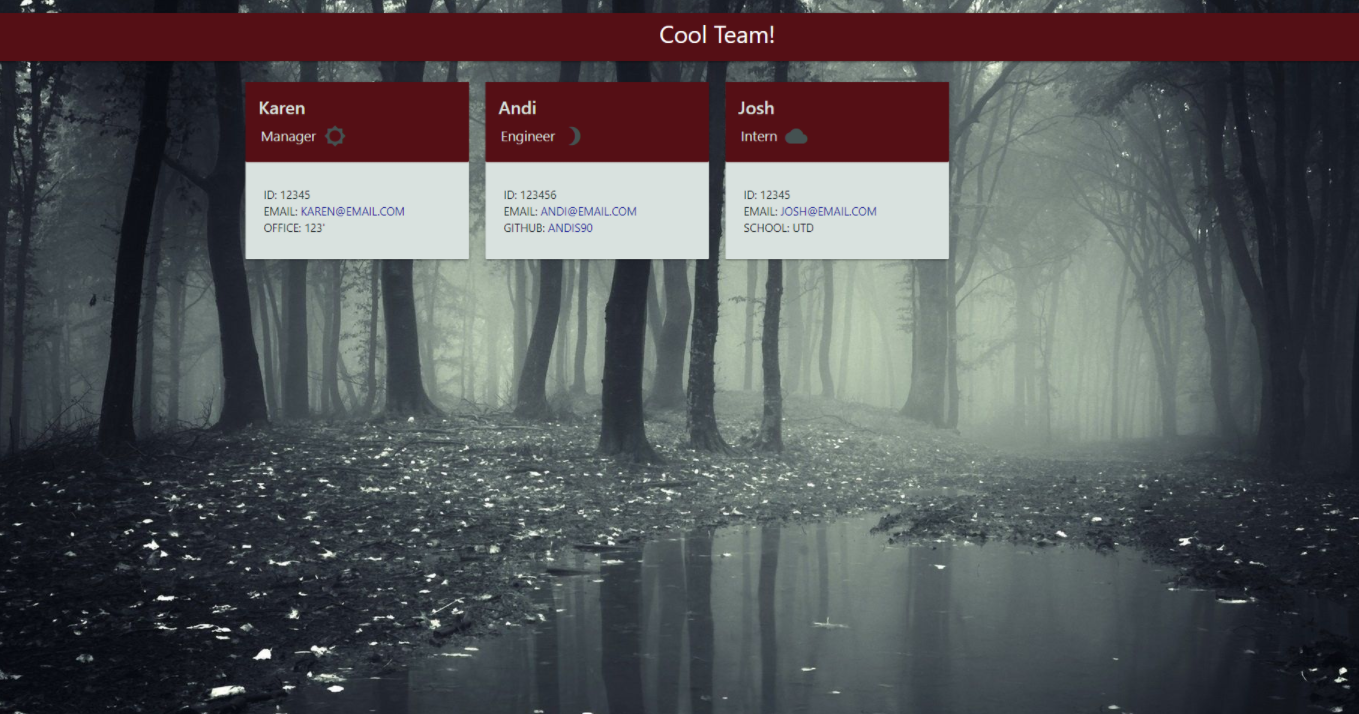 Cool Team!
Karen
Manager
ID: 12345
EMAIL: KAREN@EMAIL.COM
OFFICE: 123'
Andi
Engineer
ID: 123456
EMAIL: ANDI@EMAIL.COM
GITHUB: ANDIS90
Josh
Intern
ID: 12345
EMAIL: JOSH@EMAIL.COM
SCHOOL: UTD